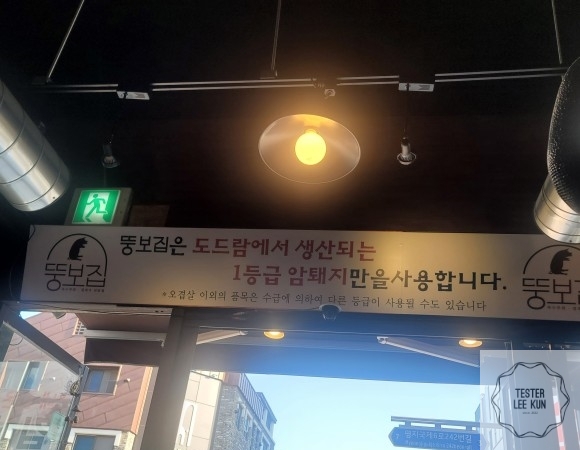 뚱보집은 도드람에서 생산되는
1등급 암퇘지만을사용합니다.
*오겹살 이외의 품목은 수급에 의하여 다른 등급이 사용될 수도 있습니다
뚱보집
뚱보집
TESTER
LEE KUN